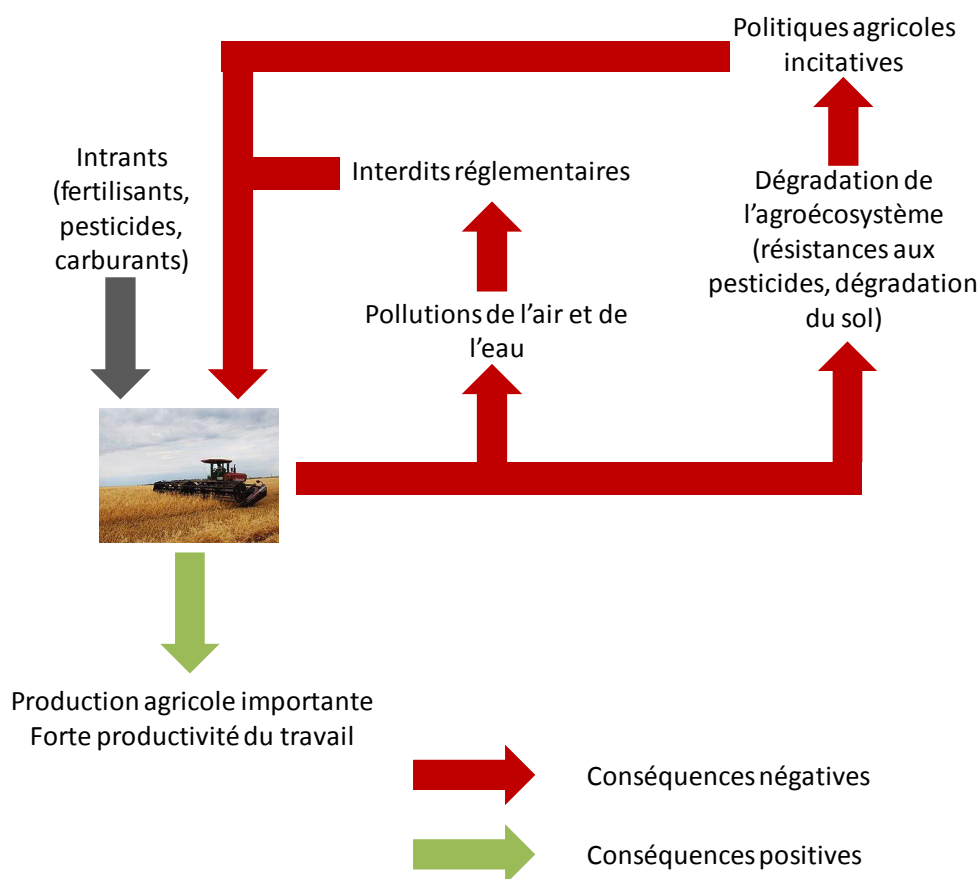 Politiques agricoles
incitatives
Intrants
(fertilisants,
pesticides,
carburants)
Interdits réglementaires
Dégradation de
l'agroécosystème
(résistances aux
pesticides, dégradation
du sol)
Pollutions de l'air et de
l'eau
Production agricole importante
Forte productivité du travail
Conséquences négatives
Conséquences positives